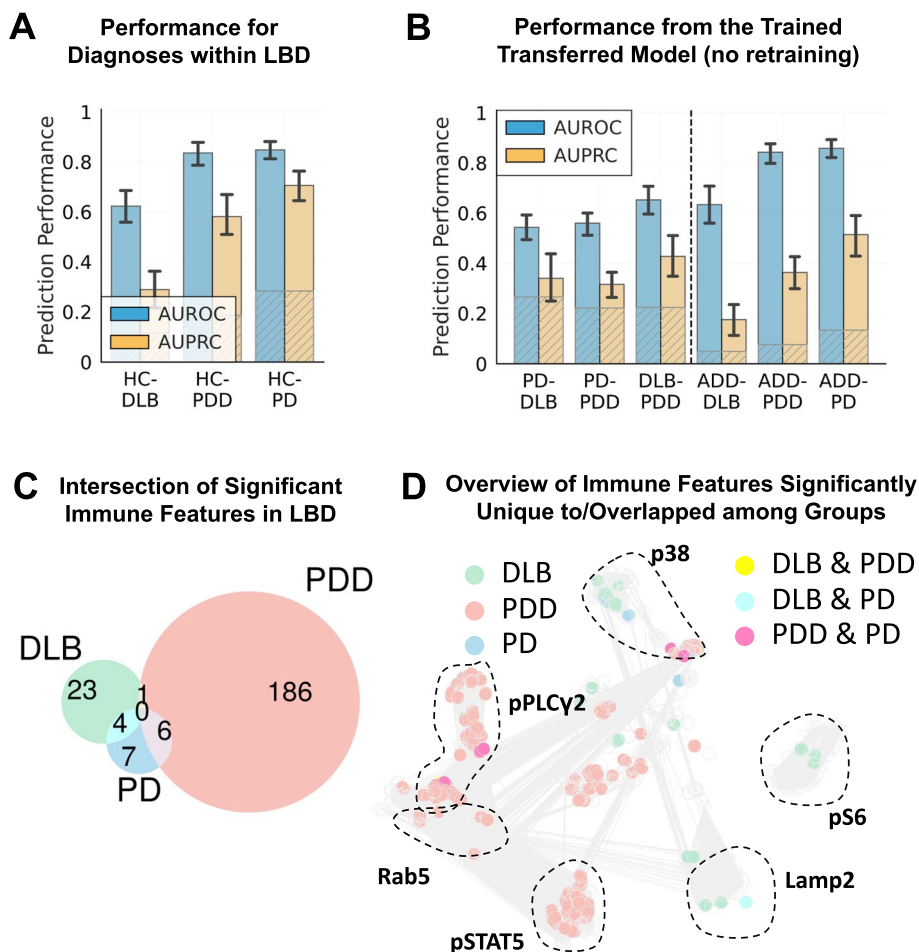 A
Performance for
Diagnoses within LBD
Prediction Performance
1
0.8
0.6
0.4
0.2
0
AUROC
AUPRC
HC-
DLB
HC-
PDD
HC-
PD
B
Performance from the Trained
Transferred Model (no retraining)
Prediction Performance
1
0.8
0.6
0.4
0.2
0
AUROC
AUPRC
PD-
DLB
PD-
PDD
DLB-
PDD
ADD-
DLB
ADD-
PDD
ADD-
PD
C
Intersection of Significant
Immune Features in LBD
PDD
DLB
23
1
0
186
4
6
7
PD
D
Overview of Immune Features Significantly
Unique to/Overlapped among Groups
DLB
PDD
PD
p38
DLB & PDD
DLB & PD
PDD & PD
pPLCγ2
pS6
Rab5
Lamp2
pSTAT5